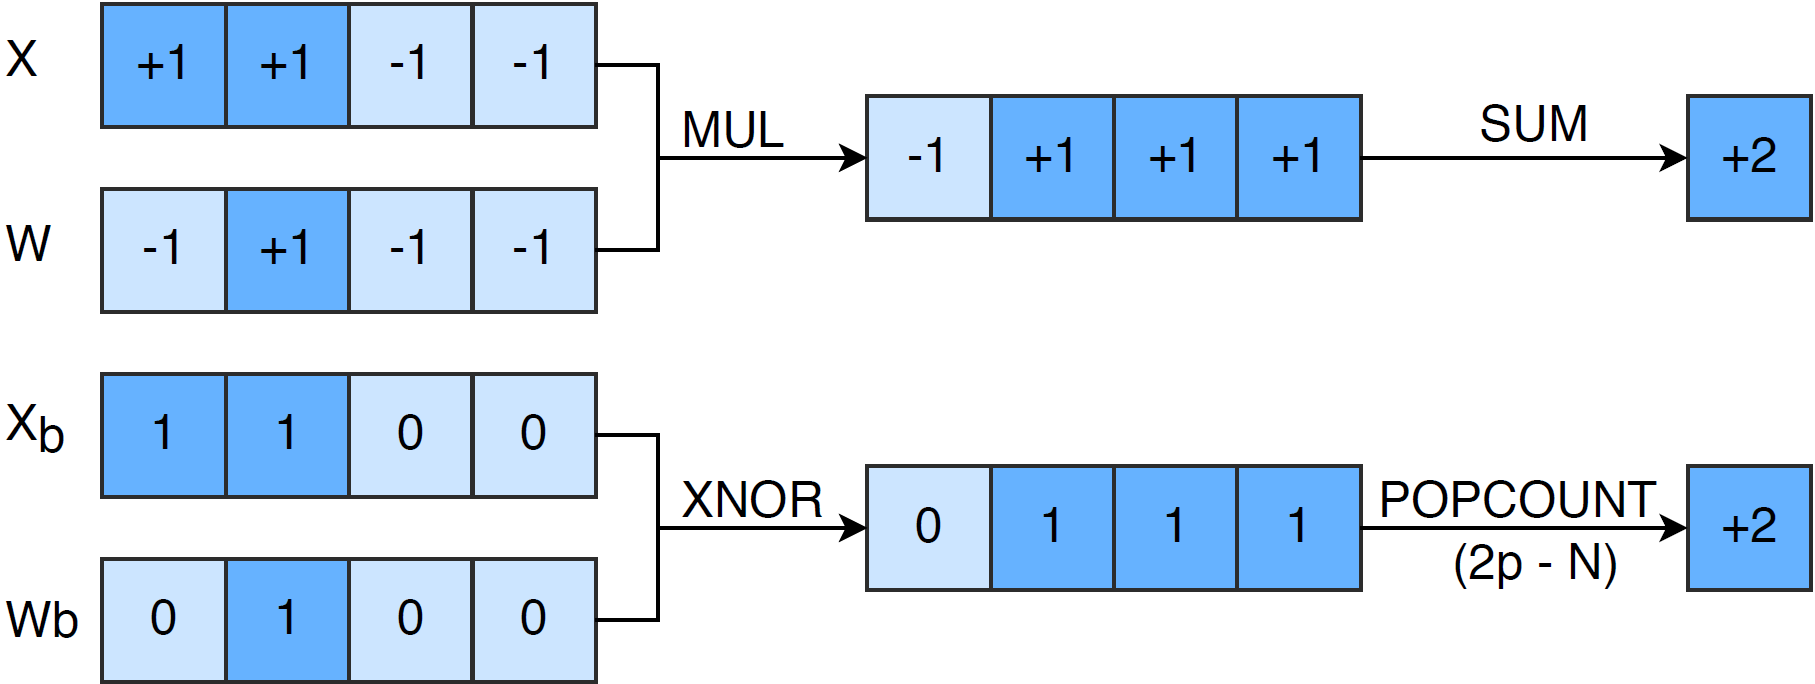 X +1 +1 -1 -1
MUL
-1 +1 +1 +1
SUM
+2
W -1 +1 -1 -1
Xb 1 1 0 0
XNOR
0 1 1 1
POPCOUNT
(2p - N)
+2
Wb 0 1 0 0